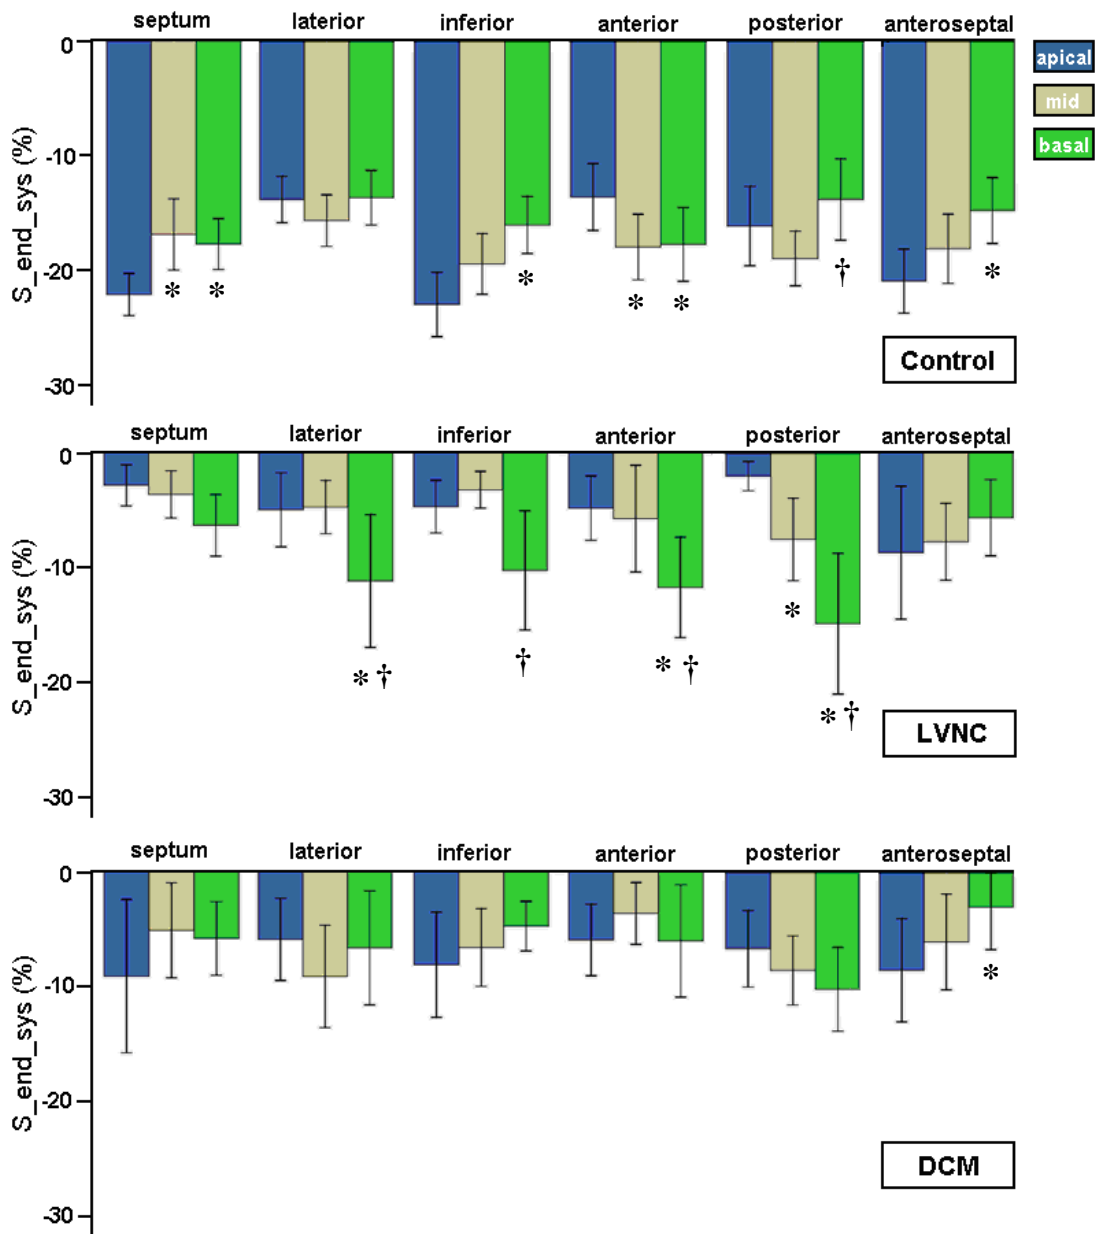 septum laterior inferior anterior posterior anteroseptal
0
-10
-20
-30
S_end_sys (%)
apical
mid
basal
* * * * * † *
Control
septum laterior inferior anterior posterior anteroseptal
0
-10
-20
-30
S_end_sys (%)
* † † * † * * †
LVNC
septum laterior inferior anterior posterior anteroseptal
0
-10
-20
-30
S_end_sys (%)
*
DCM